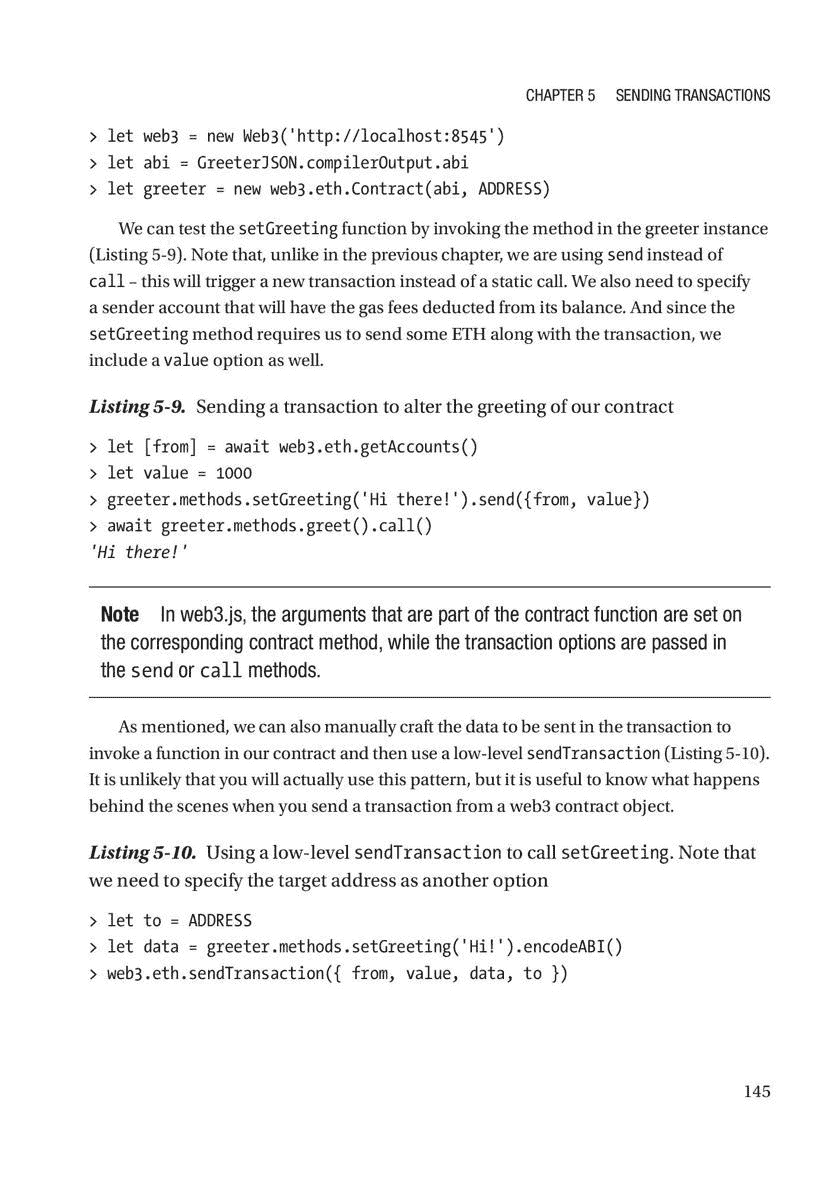 CHAPTER 5 SENDING TRANSACTIONS
> let web3 = new Web3('http://localhost:8545')
> let abi = GreeterJSON.compilerOutput.abi
> let greeter = new web3.eth.Contract(abi, ADDRESS)
We can test the setGreeting function by invoking the method in the greeter instance
(Listing 5-9). Note that, unlike in the previous chapter, we are using send instead of
call – this will trigger a new transaction instead of a static call. We also need to specify
a sender account that will have the gas fees deducted from its balance. And since the
setGreeting method requires us to send some ETH along with the transaction, we
include a value option as well.
Listing 5-9. Sending a transaction to alter the greeting of our contract
> let [from] = await web3.eth.getAccounts()
> let value = 1000
> greeter.methods.setGreeting('Hi there!').send({from, value})
> await greeter.methods.greet().call()
'Hi there!'
Note In web3.js, the arguments that are part of the contract function are set on
the corresponding contract method, while the transaction options are passed in
the send or call methods.
As mentioned, we can also manually craft the data to be sent in the transaction to
invoke a function in our contract and then use a low-level sendTransaction (Listing 5-10).
It is unlikely that you will actually use this pattern, but it is useful to know what happens
behind the scenes when you send a transaction from a web3 contract object.
Listing 5-10. Using a low-level sendTransaction to call setGreeting. Note that
we need to specify the target address as another option
> let to = ADDRESS
> let data = greeter.methods.setGreeting('Hi!').encodeABI()
> web3.eth.sendTransaction({ from, value, data, to })
145